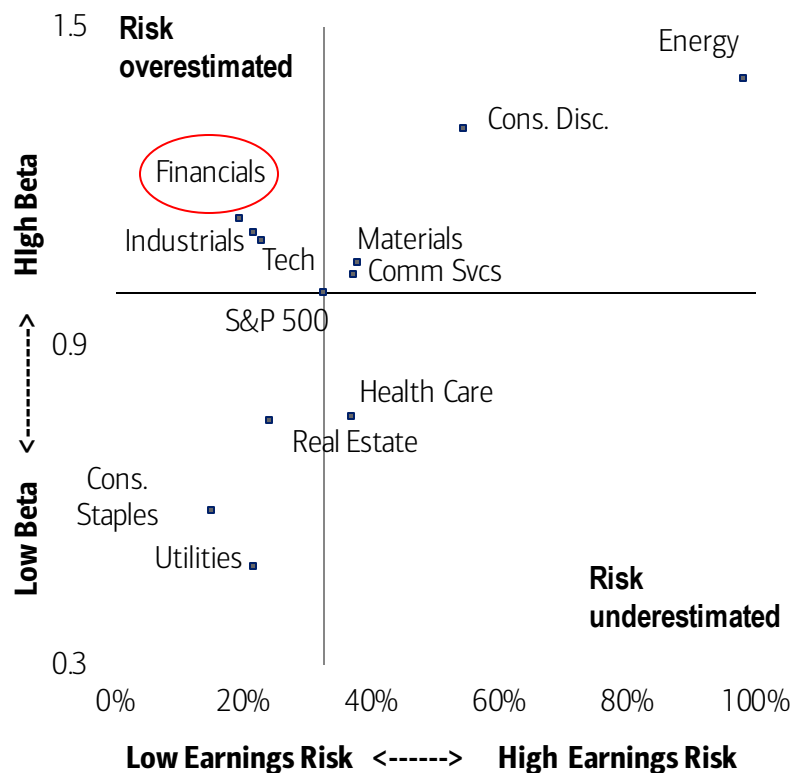 1.5
Risk
overestimated
Energy
Cons. Disc.
Financials
Industrials
Tech
Materials
Comm Svcs
S&P 500
0.9
HIgh Beta
<----------->
Low Beta
Health Care
Real Estate
Cons.
Staples
Utilities
Risk
underestimated
0.3
0% 20% 40% 60% 80% 100%
Low Earnings Risk <------> High Earnings Risk